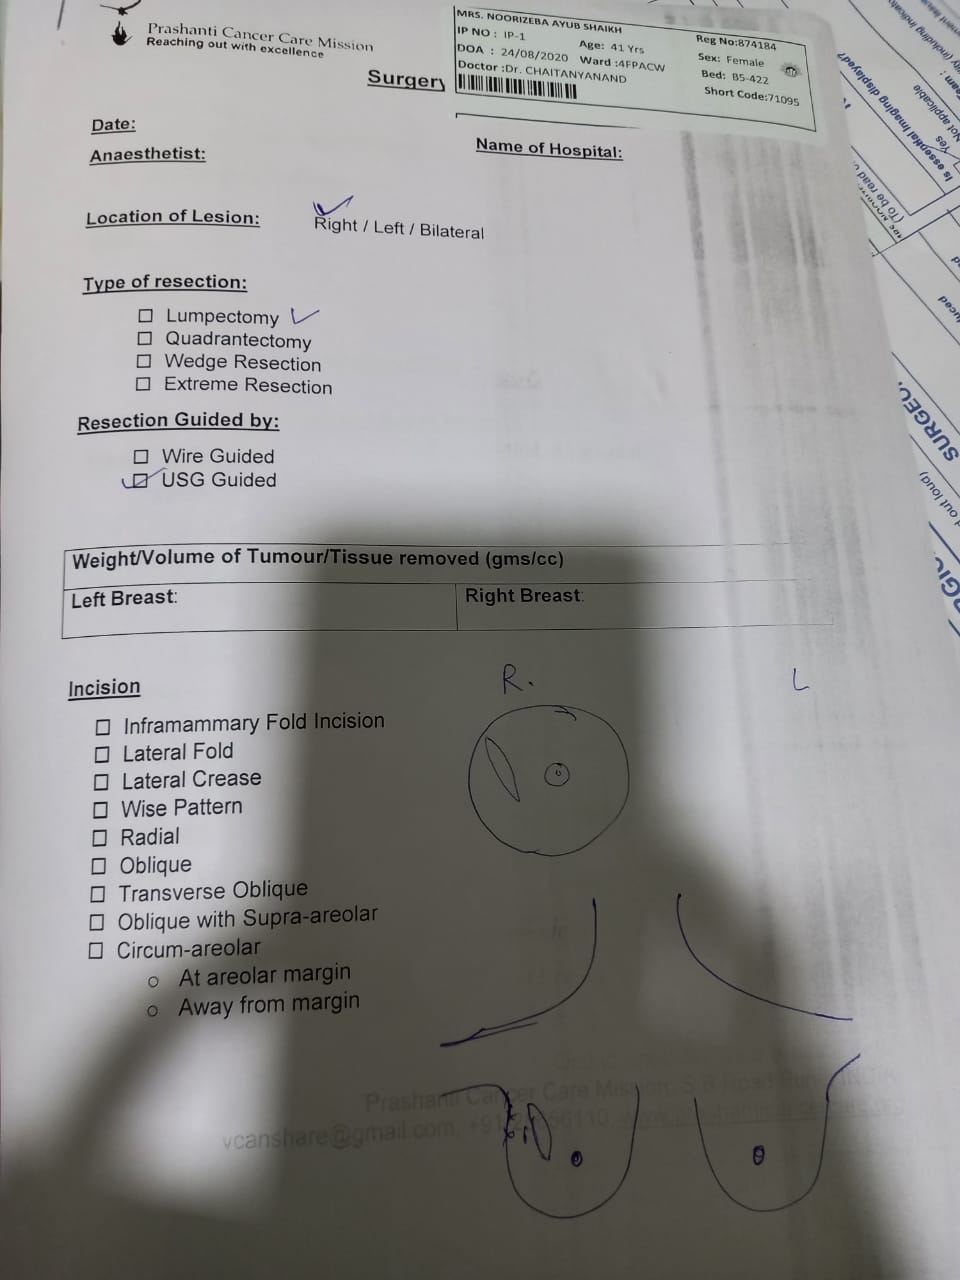 Prashanti Cancer Care Mission
Reaching out with excellence
Surgery
MRS. NOORIZEBA AYUB SHAIKH
IP NO : IP-1 Age: 41 Yrs Reg No:874184
DOA : 24/08/2020 Ward :4FPACW Sex: Female
Doctor :Dr. CHAITANYANAND Bed: B5-422
Short Code:71095
Date:
Anaesthetist:
Name of Hospital:
Location of Lesion: Right / Left / Bilateral
Type of resection:
Lumpectomy
Quadrantectomy
Wedge Resection
Extreme Resection
Resection Guided by:
Wire Guided
USG Guided
Weight/Volume of Tumour/Tissue removed (gms/cc)
Left Breast: Right Breast:
R. L
Incision
Inframammary Fold Incision
Lateral Fold
Lateral Crease
Wise Pattern
Radial
Oblique
Transverse Oblique
Oblique with Supra-areolar
Circum-areolar
At areolar margin
Away from margin
Prashanti Cancer Care Mission,
vcanshare@gmail.com,
Is essential Imaging displayed?
Yes
Not applicable
(To be read
SURGEO
out loud)